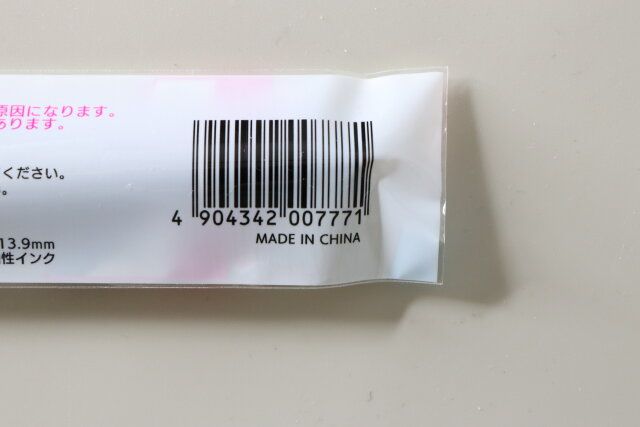 原因になります。
あります。
ください。
13.9mm
性インク
4 904342 007771
MADE IN CHINA